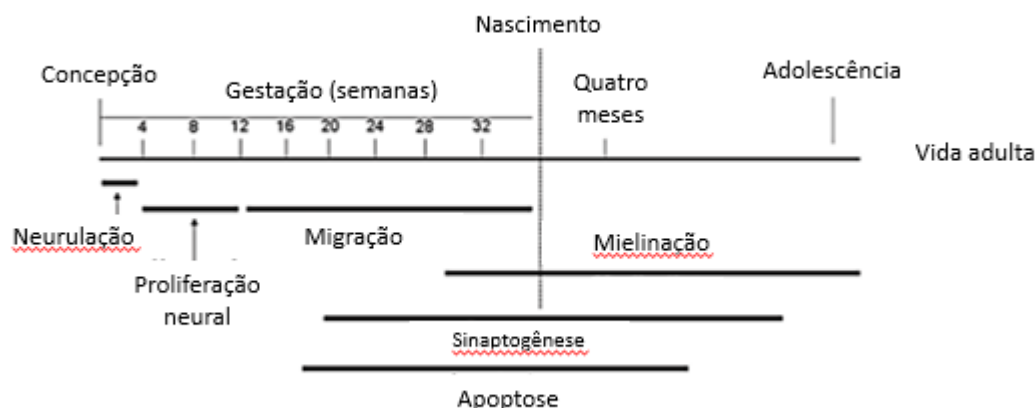 Nascimento
Concepção
Gestação (semanas)
Quatro
meses
Adolescência
4 8 12 16 20 24 28 32
Vida adulta
Neurulação
Migração
Mielinação
Proliferação
neural
Sinaptogênese
Apoptose